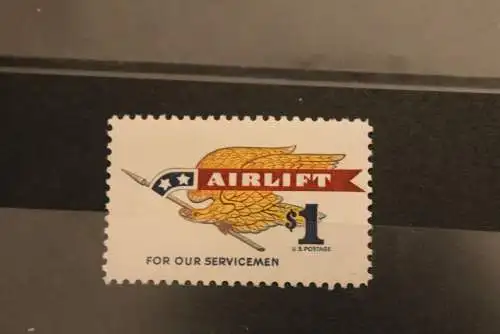 AIRLIFT
$1
U.S. POSTAGE
FOR OUR SERVICEMEN